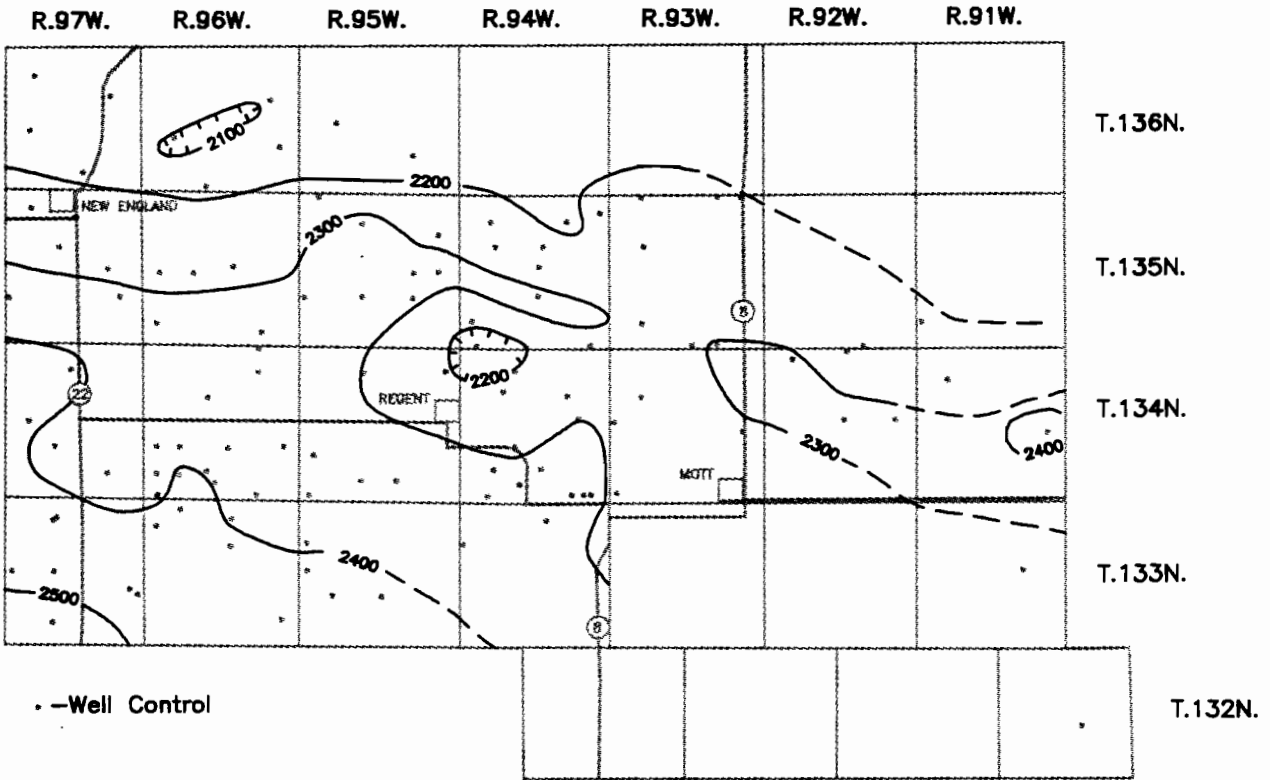 R.97W. R.96W. R.95W. R.94W. R.93W. R.92W. R.91W.
T.136N.
2100
2200
NEW ENGLAND
2300
T.135N.
8
22
2200
REGENT
T.134N.
2300
2400
MOTT
2400
T.133N.
2500
8
-Well Control
T.132N.